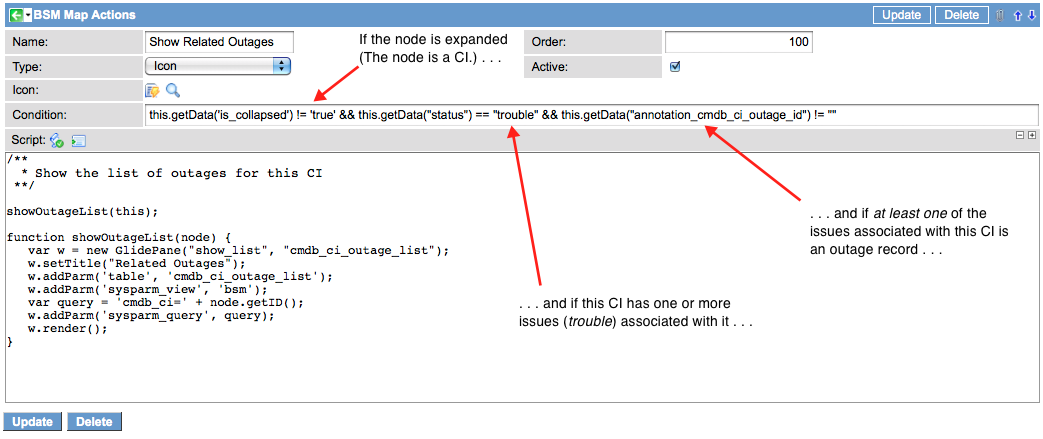 BSM Map Actions
Update
Delete
Name:
Show Related Outages
If the node is expanded
(The node is a CI.) . . .
Order:
100
Type:
Icon
Active:
Icon:
Condition:
this.getData('is_collapsed') != 'true' && this.getData("status") == "trouble" && this.getData("annotation_cmdb_ci_outage_id") != ""
Script:
/**
* Show the list of outages for this CI
**/
showOutageList(this);
function showOutageList(node) {
var w = new GlidePane("show_list", "cmdb_ci_outage_list");
w.setTitle("Related Outages");
w.addParm('table', 'cmdb_ci_outage_list');
w.addParm('sysparm_view', 'bsm');
var query = 'cmdb_ci=' + node.getID();
w.addParm('sysparm_query', query);
w.render();
}
. . . and if at least one of the
issues associated with this CI is
an outage record . . .
. . . and if this CI has one or more
issues (trouble) associated with it . . .
Update
Delete